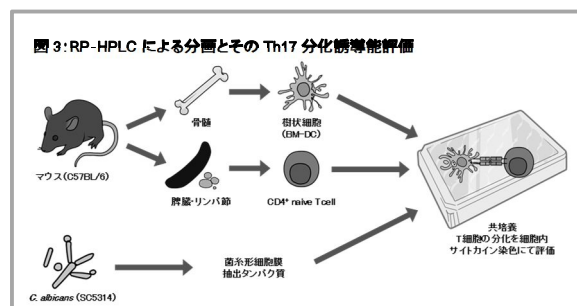 図 3：RP-HPLC による分画とその Th17 分化誘導能評価
骨髄
樹状細胞
(BM-DC)
マウス(C57BL/6)
脾臓・リンパ節
CD4⁺ naive T cell
共培養
T細胞の分化を細胞内
サイトカイン染色にて評価
C. albicans (SC5314)
菌糸形細胞膜
抽出タンパク質